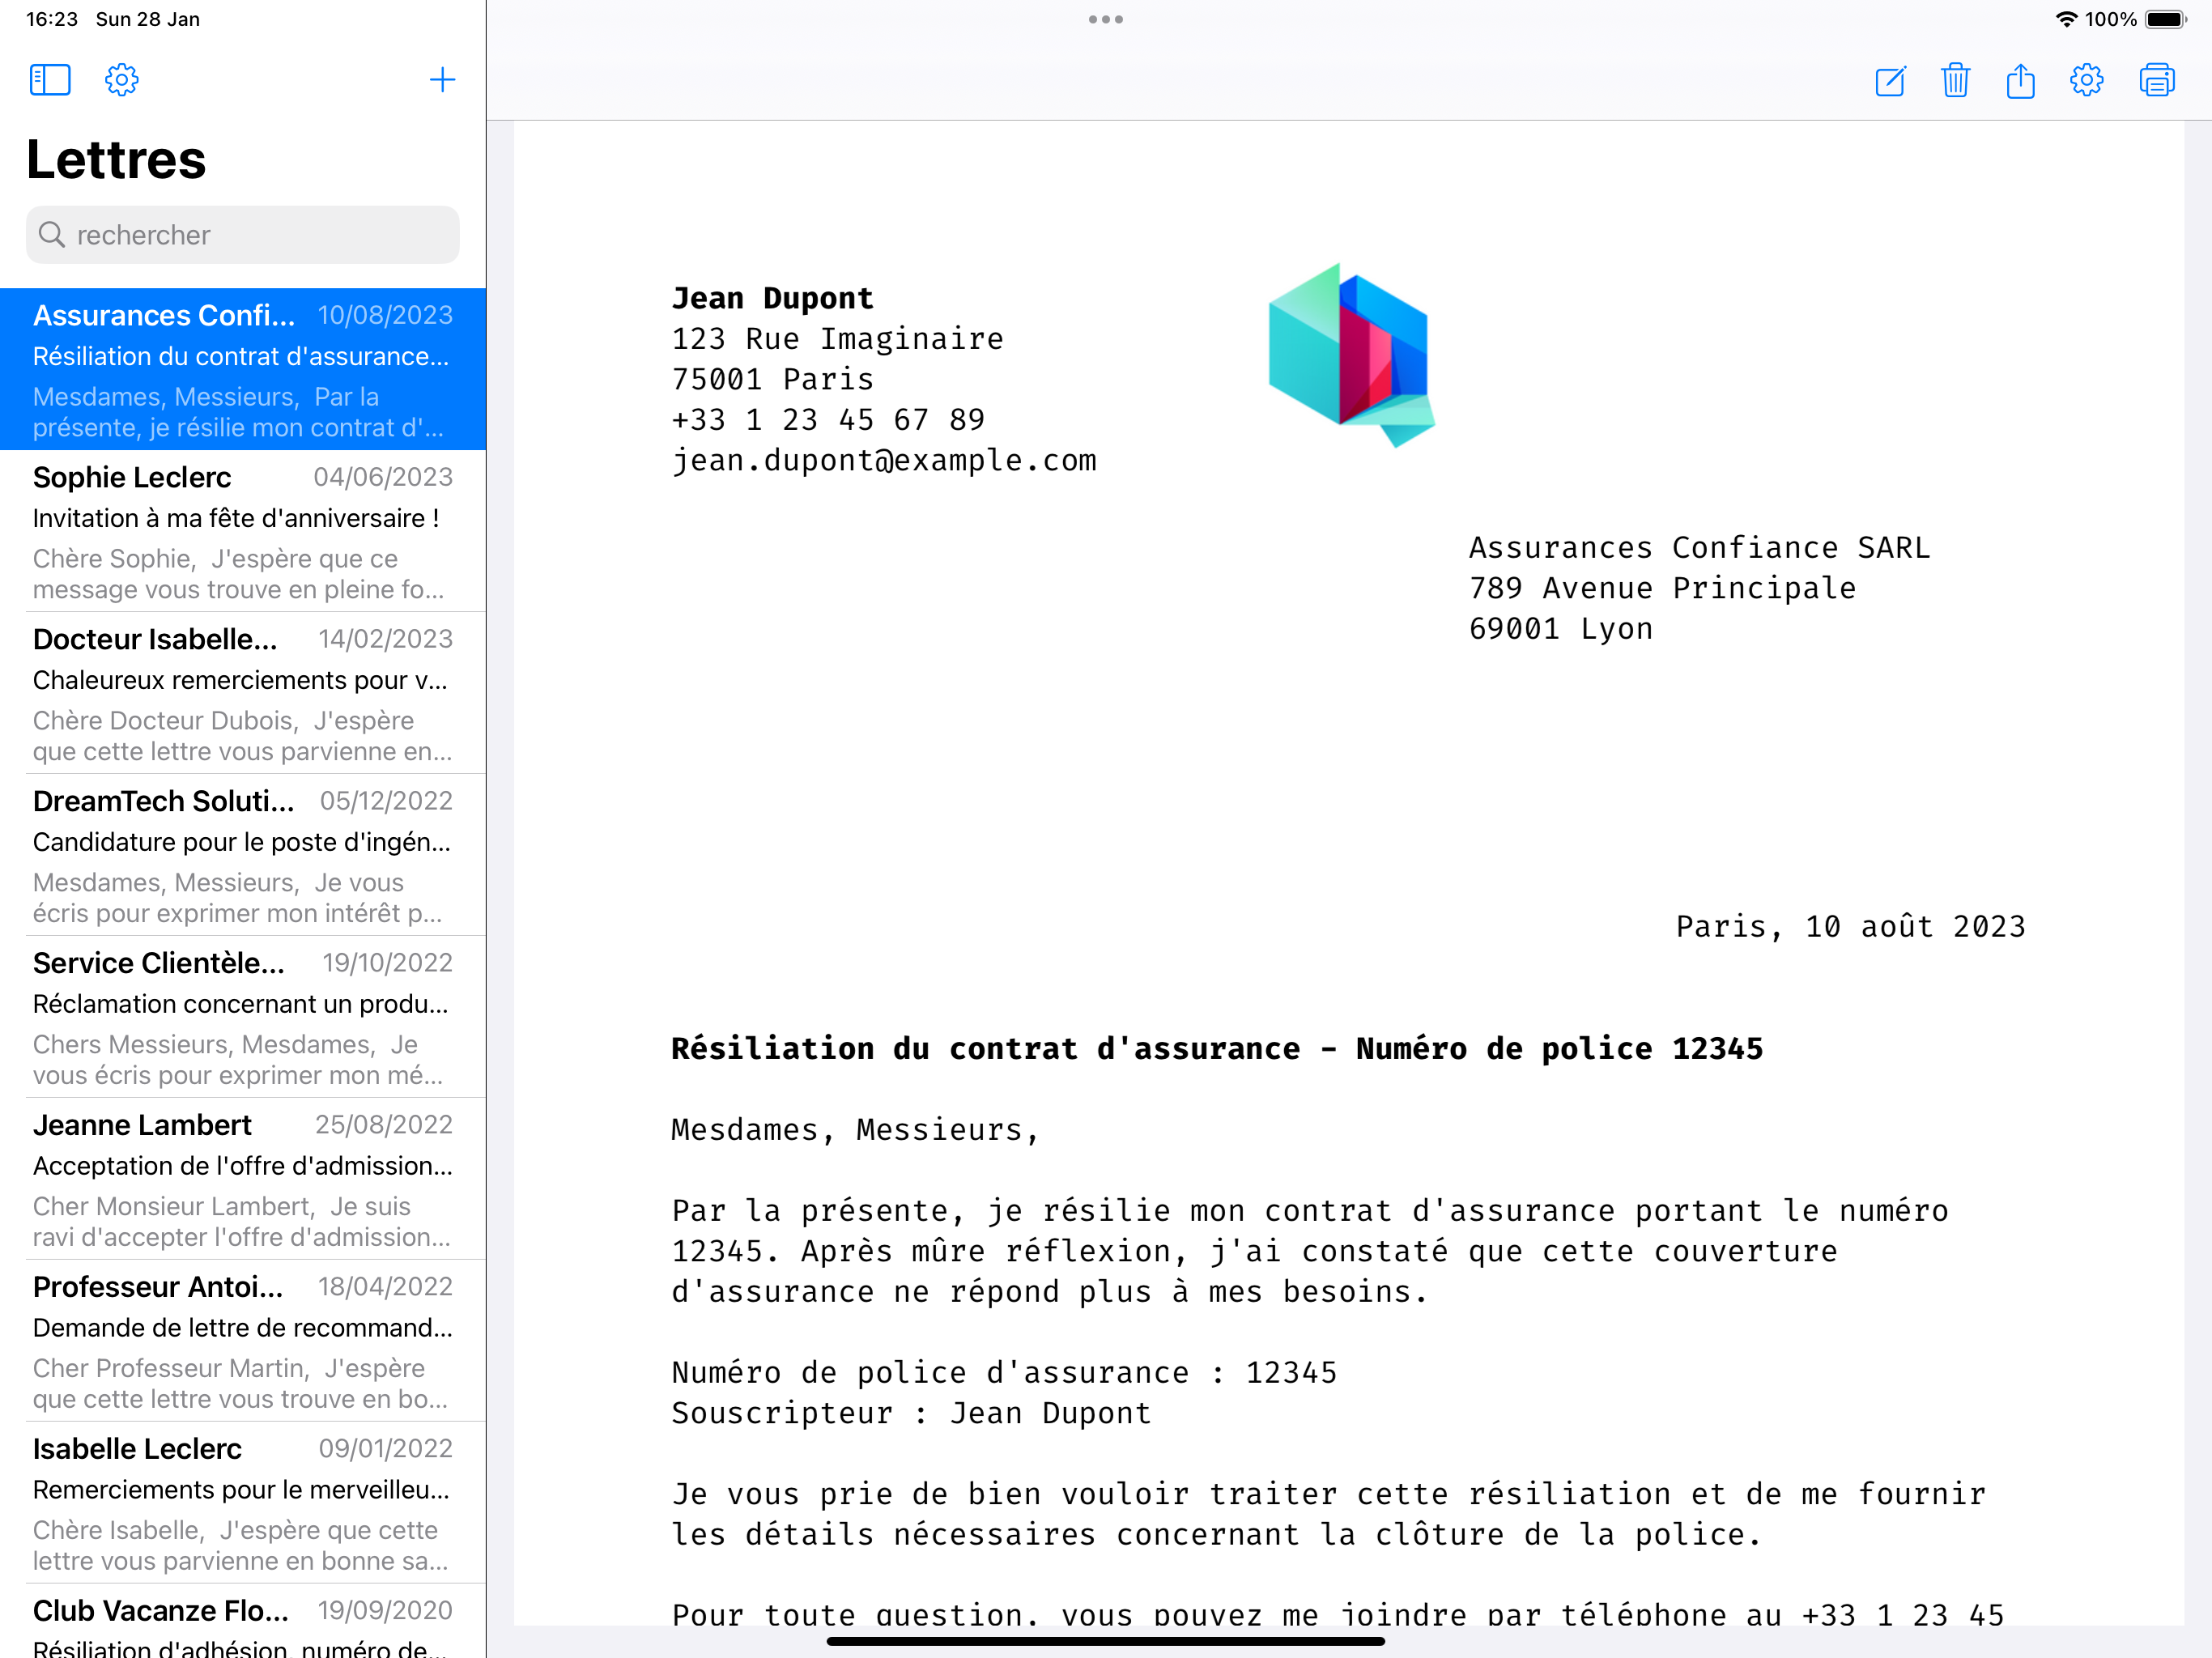 16:23 Sun 28 Jan
100%
Lettres
rechercher
Assurances Confi... 10/08/2023
Résiliation du contrat d'assurance...
Mesdames, Messieurs, Par la
présente, je résilie mon contrat d'...
Sophie Leclerc 04/06/2023
Invitation à ma fête d'anniversaire !
Chère Sophie, J'espère que ce
message vous trouve en pleine fo...
Docteur Isabelle... 14/02/2023
Chaleureux remerciements pour v...
Chère Docteur Dubois, J'espère
que cette lettre vous parvienne en...
DreamTech Soluti... 05/12/2022
Candidature pour le poste d'ingén...
Mesdames, Messieurs, Je vous
écris pour exprimer mon intérêt p...
Service Clientèle... 19/10/2022
Réclamation concernant un produ...
Chers Messieurs, Mesdames, Je
vous écris pour exprimer mon mé...
Jeanne Lambert 25/08/2022
Acceptation de l'offre d'admission...
Cher Monsieur Lambert, Je suis
ravi d'accepter l'offre d'admission...
Professeur Antoi... 18/04/2022
Demande de lettre de recommand...
Cher Professeur Martin, J'espère
que cette lettre vous trouve en bo...
Isabelle Leclerc 09/01/2022
Remerciements pour le merveilleu...
Chère Isabelle, J'espère que cette
lettre vous parvienne en bonne sa...
Club Vacanze Flo... 19/09/2020
Résiliation d'adhésion, numéro de...
Jean Dupont
123 Rue Imaginaire
75001 Paris
+33 1 23 45 67 89
jean.dupont@example.com
Assurances Confiance SARL
789 Avenue Principale
69001 Lyon
Paris, 10 août 2023
Résiliation du contrat d'assurance – Numéro de police 12345
Mesdames, Messieurs,
Par la présente, je résilie mon contrat d'assurance portant le numéro
12345. Après mûre réflexion, j'ai constaté que cette couverture
d'assurance ne répond plus à mes besoins.
Numéro de police d'assurance : 12345
Souscripteur : Jean Dupont
Je vous prie de bien vouloir traiter cette résiliation et de me fournir
les détails nécessaires concernant la clôture de la police.
Pour toute question, vous pouvez me joindre par téléphone au +33 1 23 45